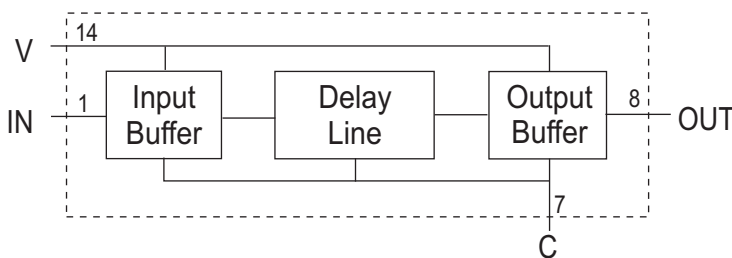 V 14
IN 1
Input
Buffer
Delay
Line
Output
Buffer
8 OUT
7
C